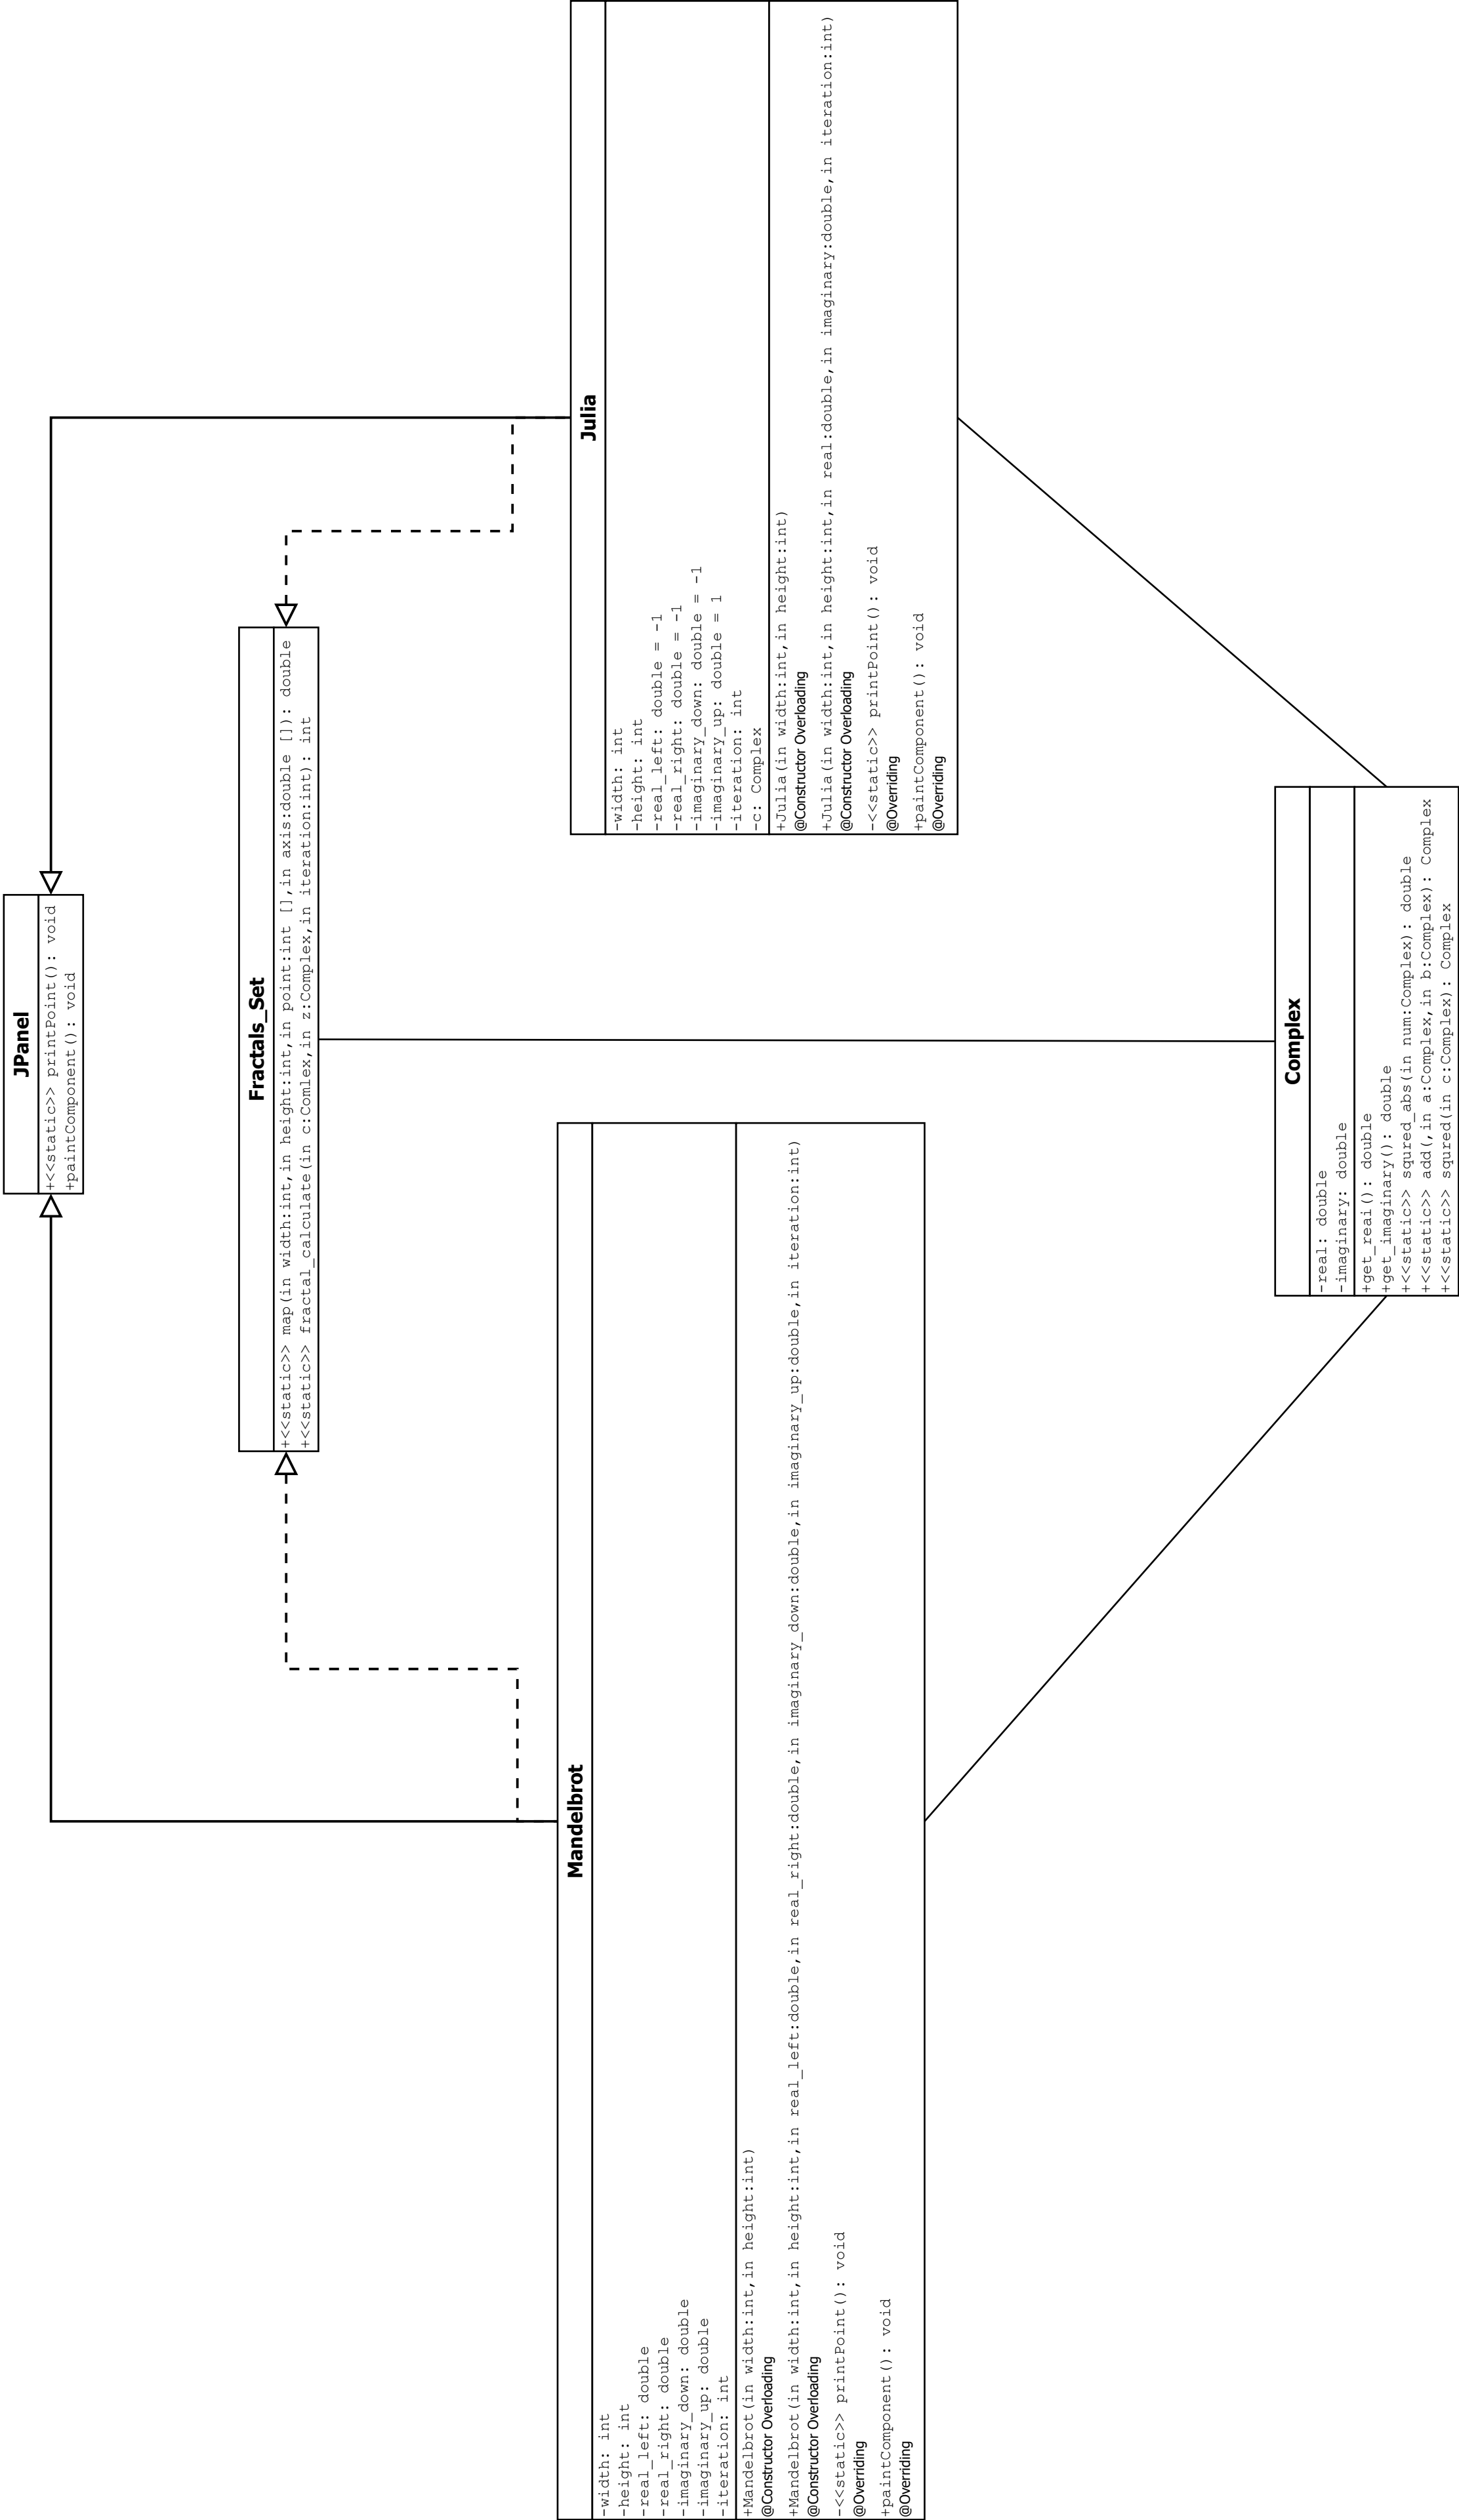 JPanel
+<<static>> printPoint(): void
+paintComponent(): void
Fractals_Set
+<<static>> map(in width:int,in height:int,in point:int [],in axis:double []): double
+<<static>> fractal_calculate(in c:Comlex,in z:Complex,in iteration:int): int
Mandelbrot
-width: int
-height: int
-real_left: double
-real_right: double
-imaginary_down: double
-imaginary_up: double
-iteration: int
+Mandelbrot(in width:int,in height:int)
@Constructor Overloading
+Mandelbrot(in width:int,in height:int,in real_left:double,in real_right:double,in imaginary_down:double,in imaginary_up:double,in iteration:int)
@Constructor Overloading
-<<static>> printPoint(): void
@Overriding
+paintComponent(): void
@Overriding
Julia
-width: int
-height: int
-real_left: double = -1
-real_right: double = -1
-imaginary_down: double = -1
-imaginary_up: double = 1
-iteration: int
-c: Complex
+Julia(in width:int,in height:int)
@Constructor Overloading
+Julia(in width:int,in height:int,in real:double,in imaginary:double,in iteration:int)
@Constructor Overloading
-<<static>> printPoint(): void
@Overriding
+paintComponent(): void
@Overriding
Complex
-real: double
-imaginary: double
+get_reai(): double
+get_imaginary(): double
+<<static>> squred_abs(in num:Complex): double
+<<static>> add(,in a:Complex,in b:Complex): Complex
+<<static>> squred(in c:Complex): Complex